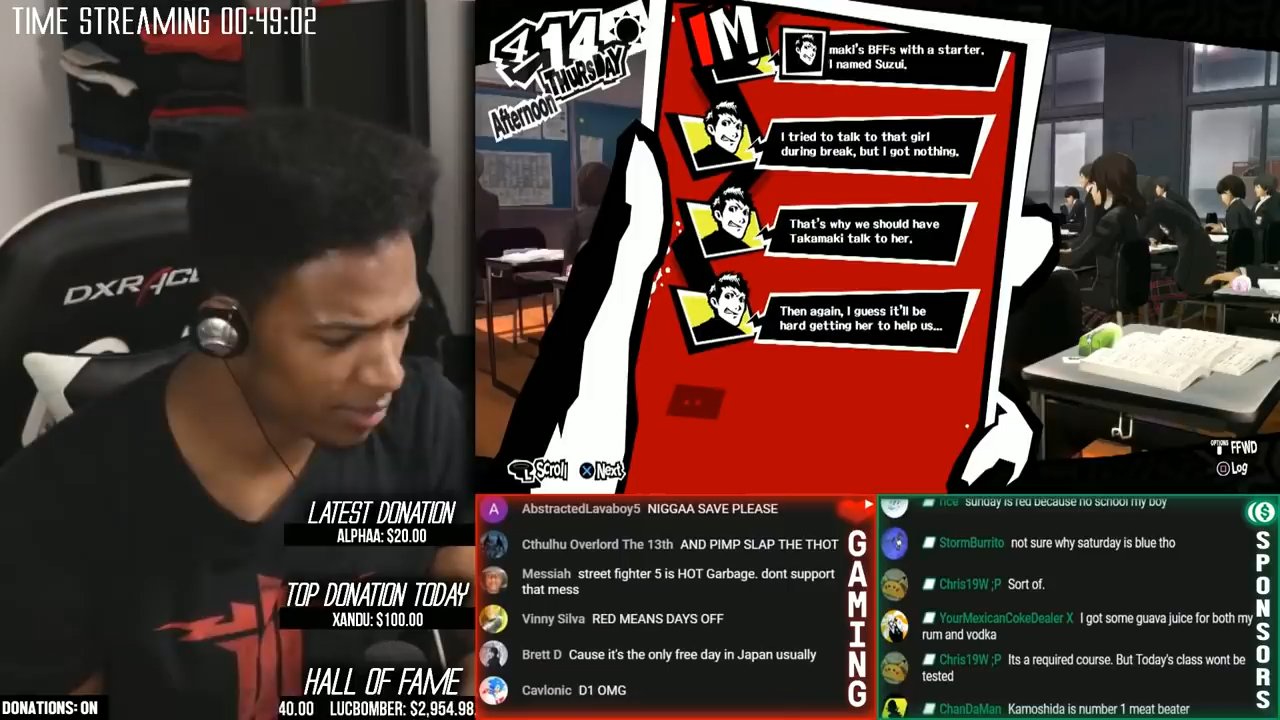 TIME STREAMING 00:49:02
DXRACE
LATEST DONATION
ALPHAA: $20.00
TOP DONATION TODAY
XANDU: $100.00
HALL OF FAME
40.00 LUCBOMBER: $2,954.98
DONATIONS: ON
4 14
THURSDAY
Afternoon
IM
maki's BFFs with a starter.
I named Suzui.
I tried to talk to that girl
during break, but I got nothing.
That's why we should have
Takamaki talk to her.
Then again, I guess it'll be
hard getting her to help us...
Scroll Next
OPTIONS FFWD
Log
A AbstractedLavaboy5 NIGGAA SAVE PLEASE
Cthulhu Overlord The 13th AND PIMP SLAP THE THOT
Messiah street fighter 5 is HOT Garbage. dont support
that mess
Vinny Silva RED MEANS DAYS OFF
Brett D Cause it's the only free day in Japan usually
Cavlonic D1 OMG
GAMING
rice sunday is red because no school my boy
StormBurrito not sure why saturday is blue tho
Chris19W ;P Sort of.
YourMexicanCokeDealer X I got some guava juice for both my
rum and vodka
Chris19W ;P Its a required course. But Today's class wont be
tested
ChanDaMan Kamoshida is number 1 meat beater
SPONSORS